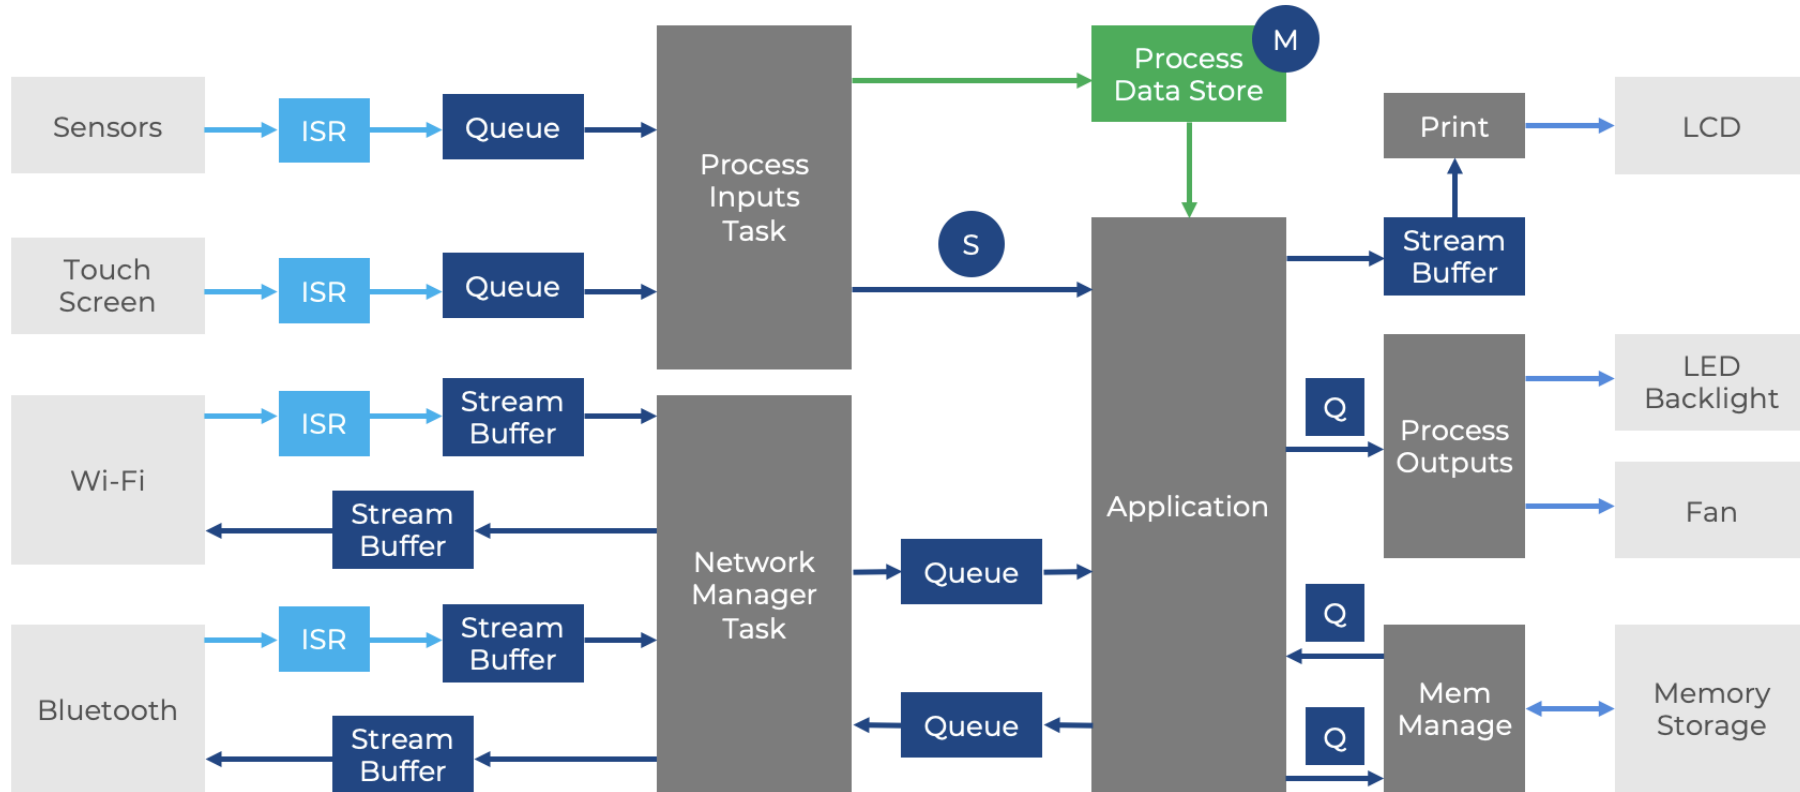 Sensors
ISR
Queue
Process
Inputs
Task
Process
Data Store
M
Print
LCD
Touch
Screen
ISR
Queue
S
Stream
Buffer
Wi-Fi
ISR
Stream
Buffer
Stream
Buffer
Network
Manager
Task
Queue
Application
Q
Process
Outputs
LED
Backlight
Fan
Bluetooth
ISR
Stream
Buffer
Stream
Buffer
Queue
Q
Q
Mem
Manage
Memory
Storage